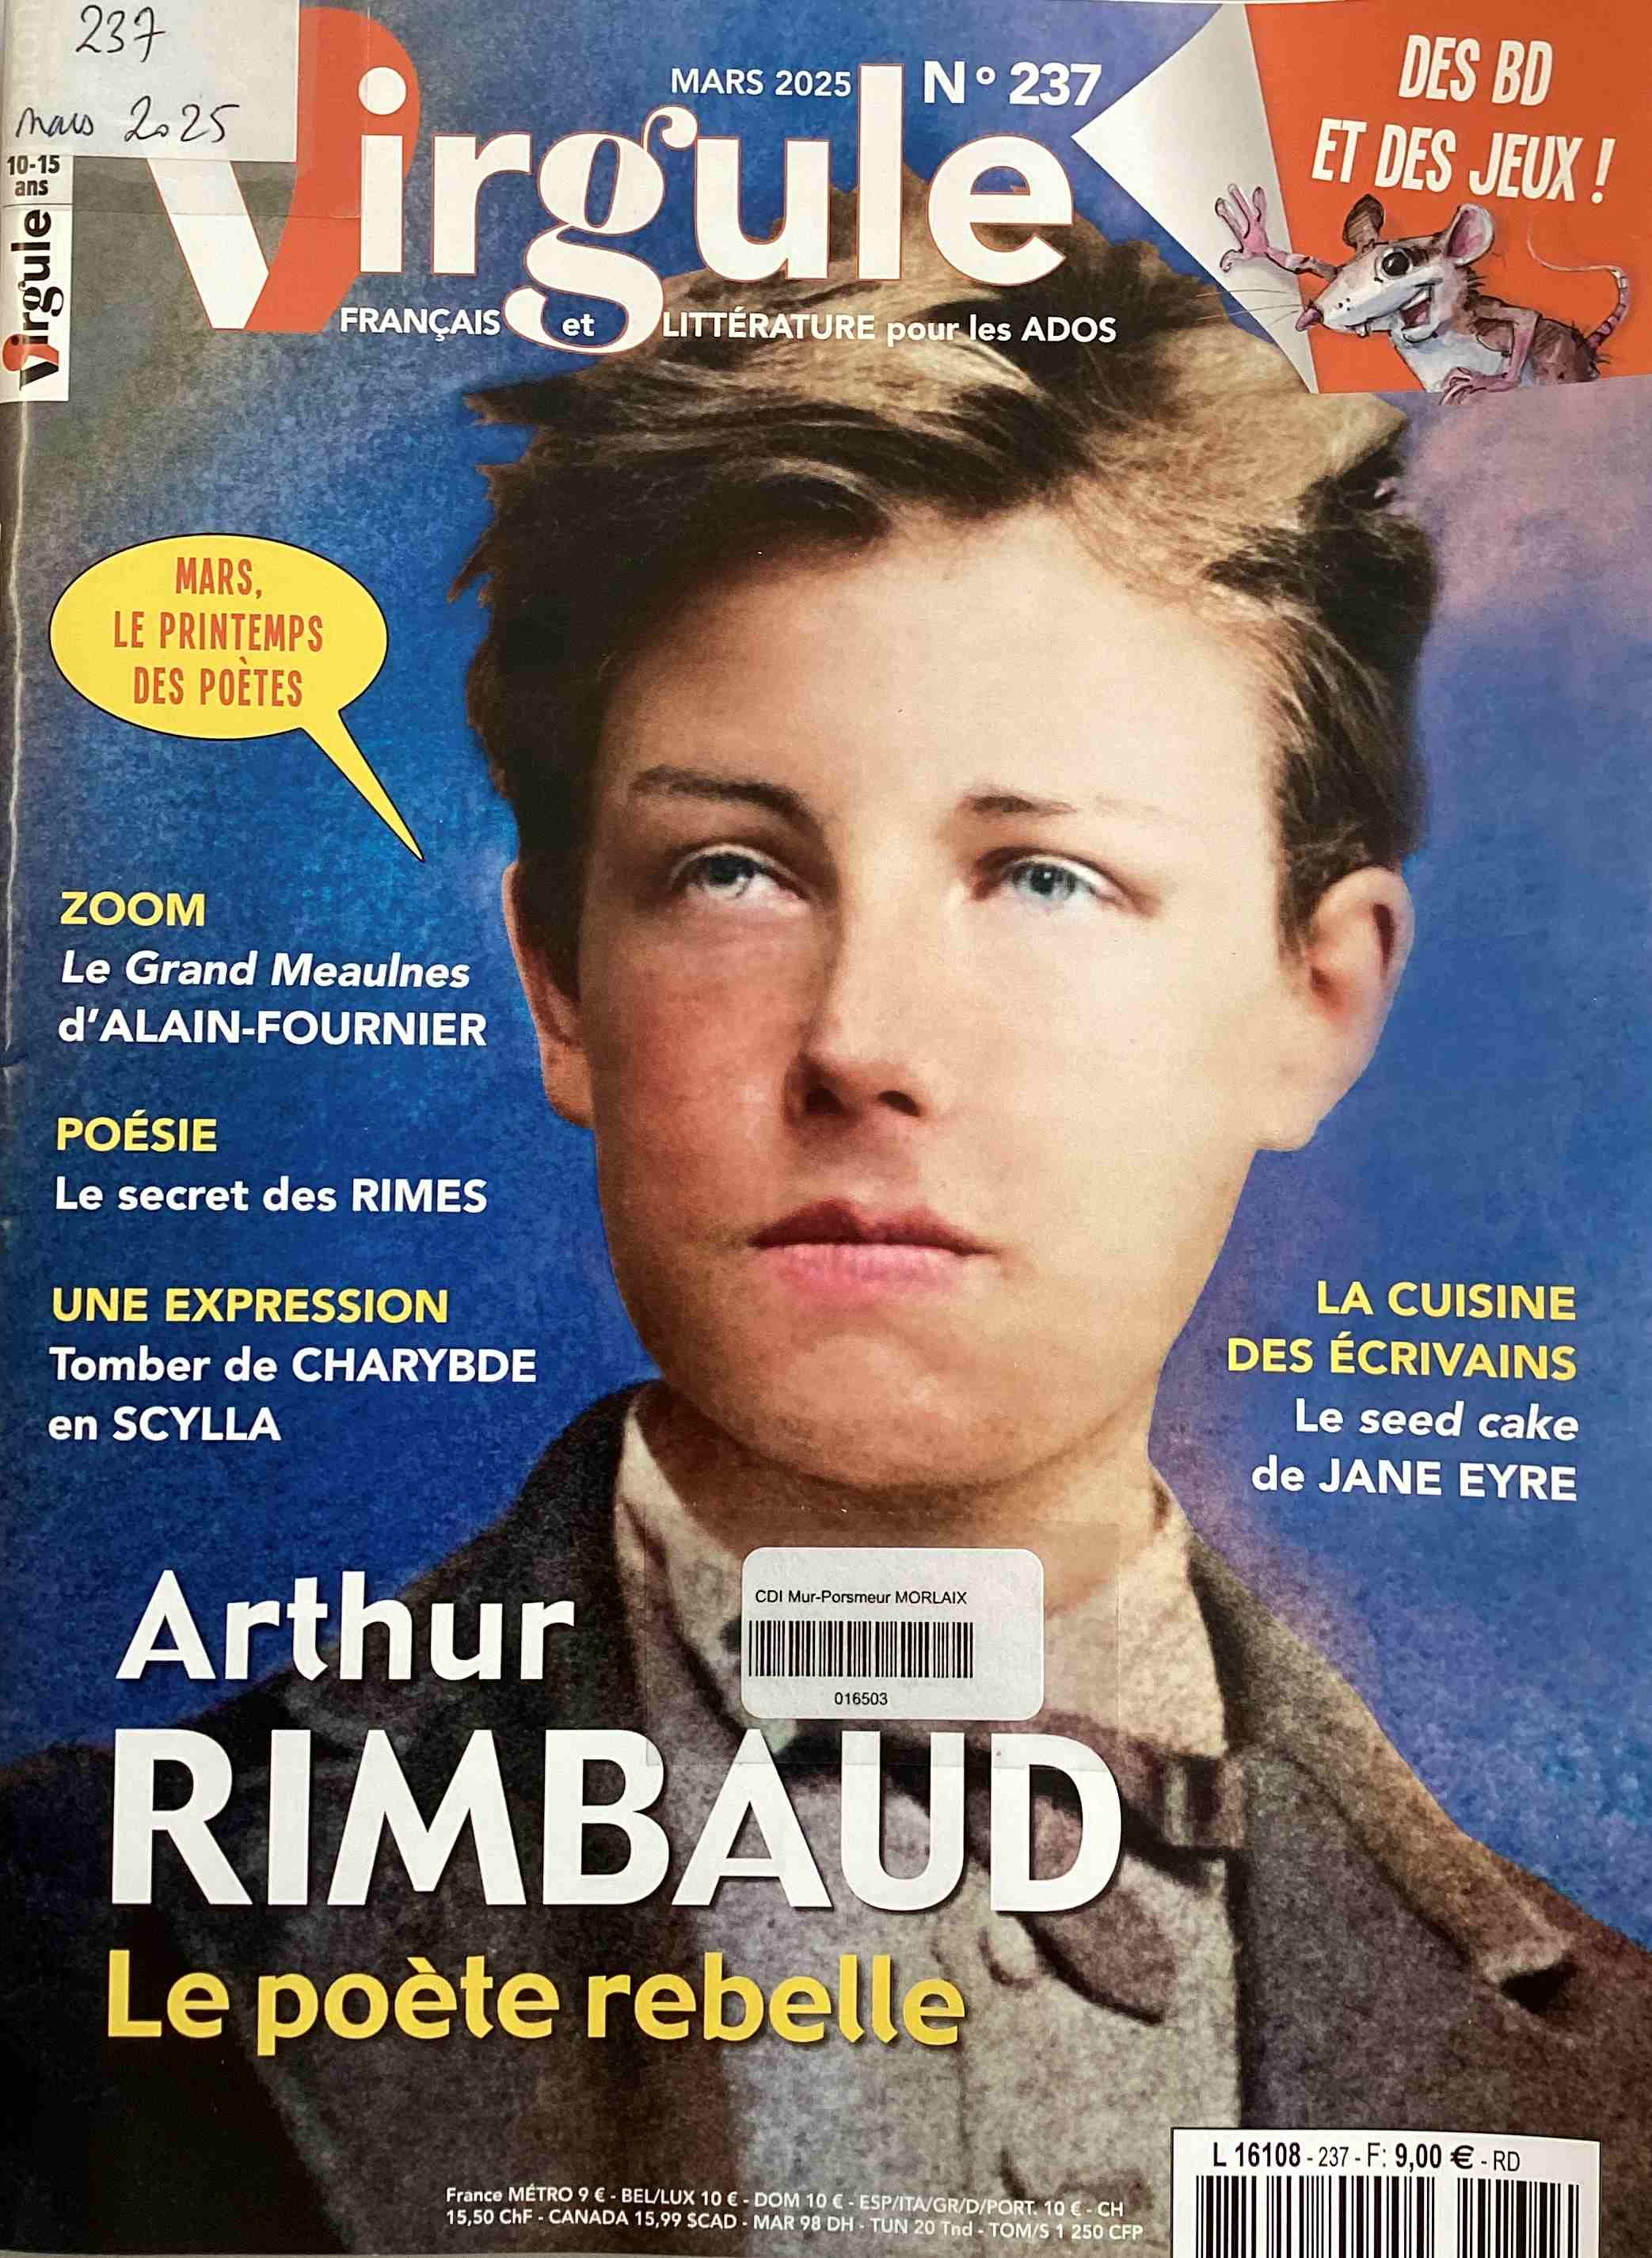 237
mars 2025
10-15
ans
Virgule
MARS 2025
N° 237
Virgule
FRANÇAIS et LITTÉRATURE pour les ADOS
DES BD
ET DES JEUX !
MARS,
LE PRINTEMPS
DES POÈTES
ZOOM
Le Grand Meaulnes
d'ALAIN-FOURNIER
POÉSIE
Le secret des RIMES
UNE EXPRESSION
Tomber de CHARYBDE
en SCYLLA
LA CUISINE
DES ÉCRIVAINS
Le seed cake
de JANE EYRE
CDI Mur-Porsmeur MORLAIX
016503
Arthur
RIMBAUD
Le poète rebelle
L 16108 - 237 - F: 9,00 € - RD
France MÉTRO 9 € - BEL/LUX 10 € - DOM 10 € - ESP/ITA/GR/D/PORT. 10 € - CH
15,50 ChF - CANADA 15,99 $CAD - MAR 98 DH - TUN 20 Tnd - TOM/S 1 250 CFP